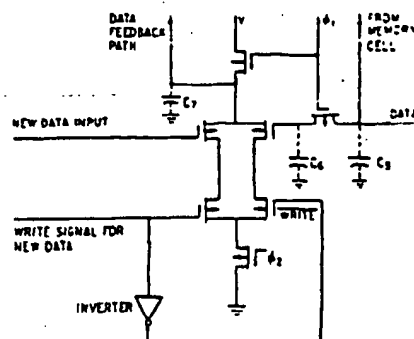 DATA
FEEDBACK
PATH
V
ϕ₁
FROM
MEMORY
CELL
C₇
NEW DATA INPUT
DATA
C₆
C₅
WRITE SIGNAL FOR
NEW DATA
WRITE
ϕ₂
INVERTER